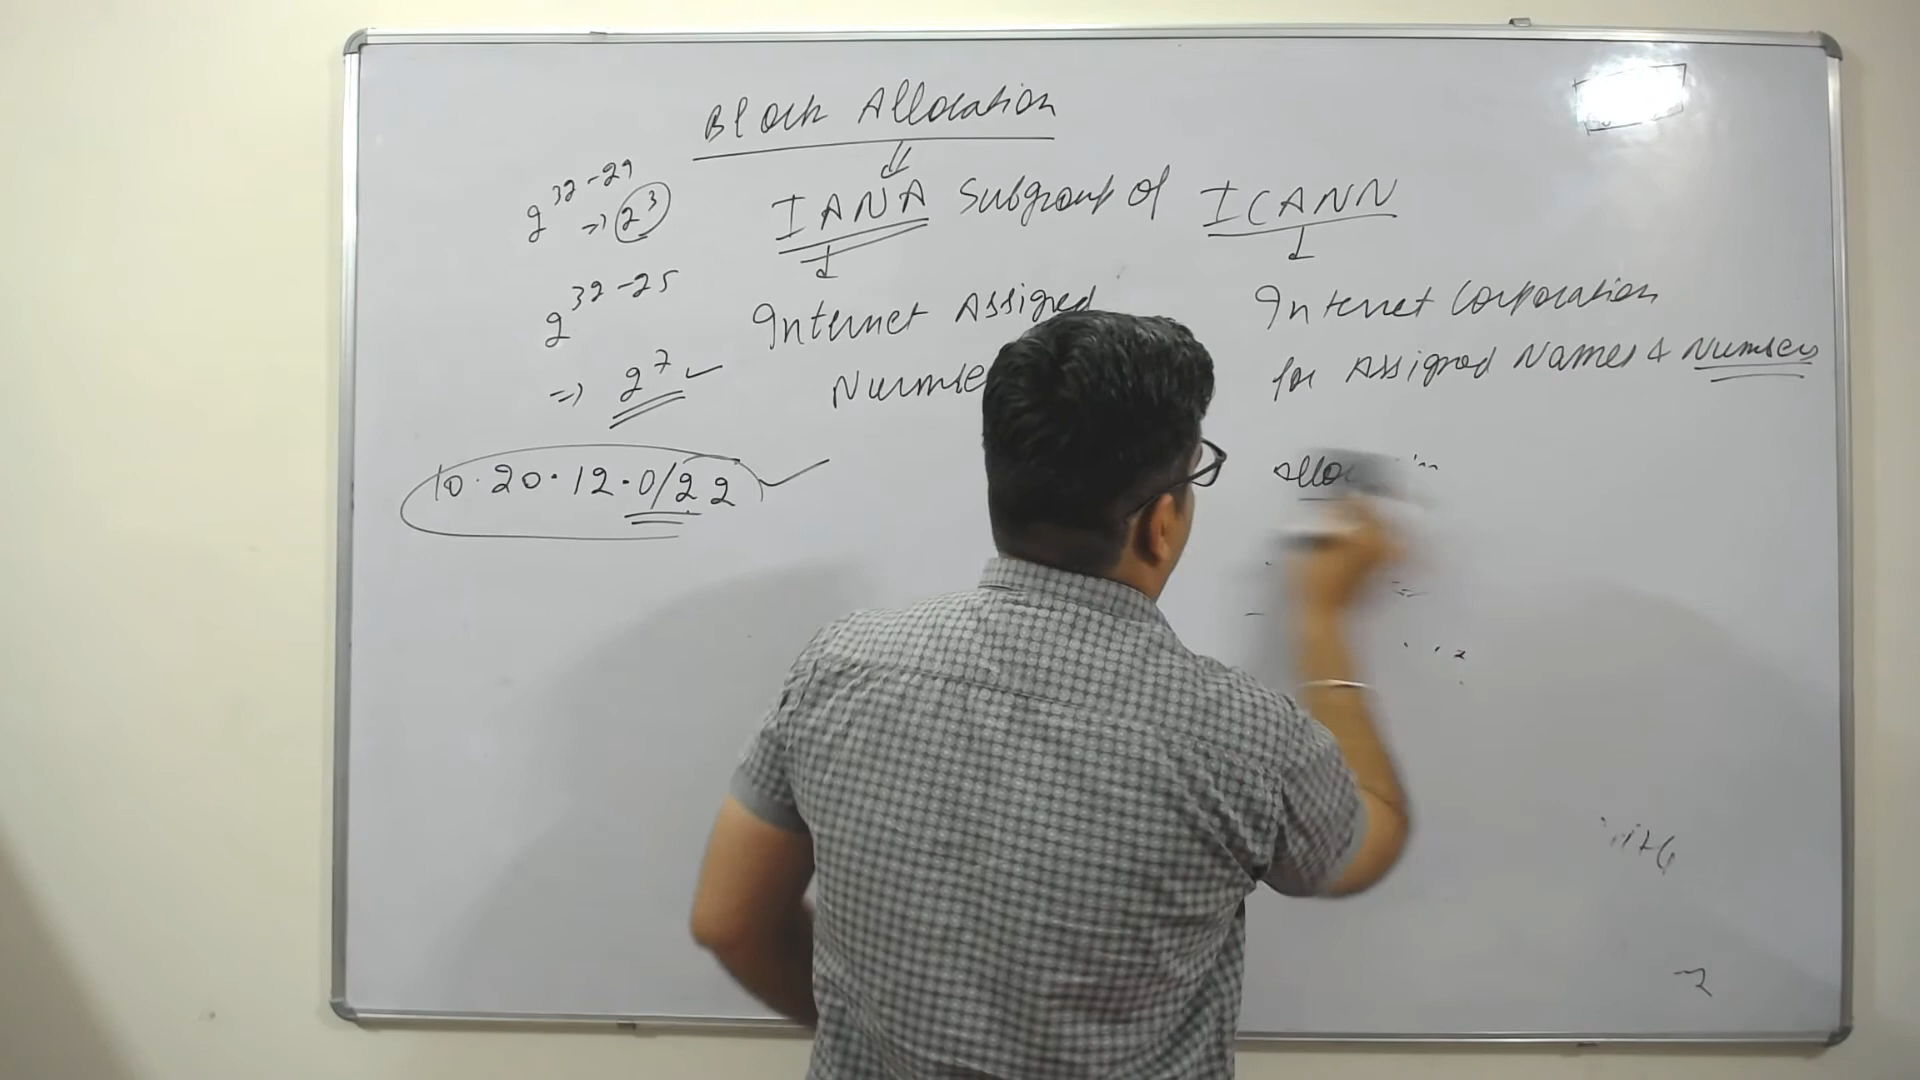 Block Allocation
IANA Subgroup of ICANN
2^32-29
=> 2^3
2^32-25
=> 2^7
Internet Assigned
Internet Corporation
for Assigned Names & Numbers
10.20.12.0/22